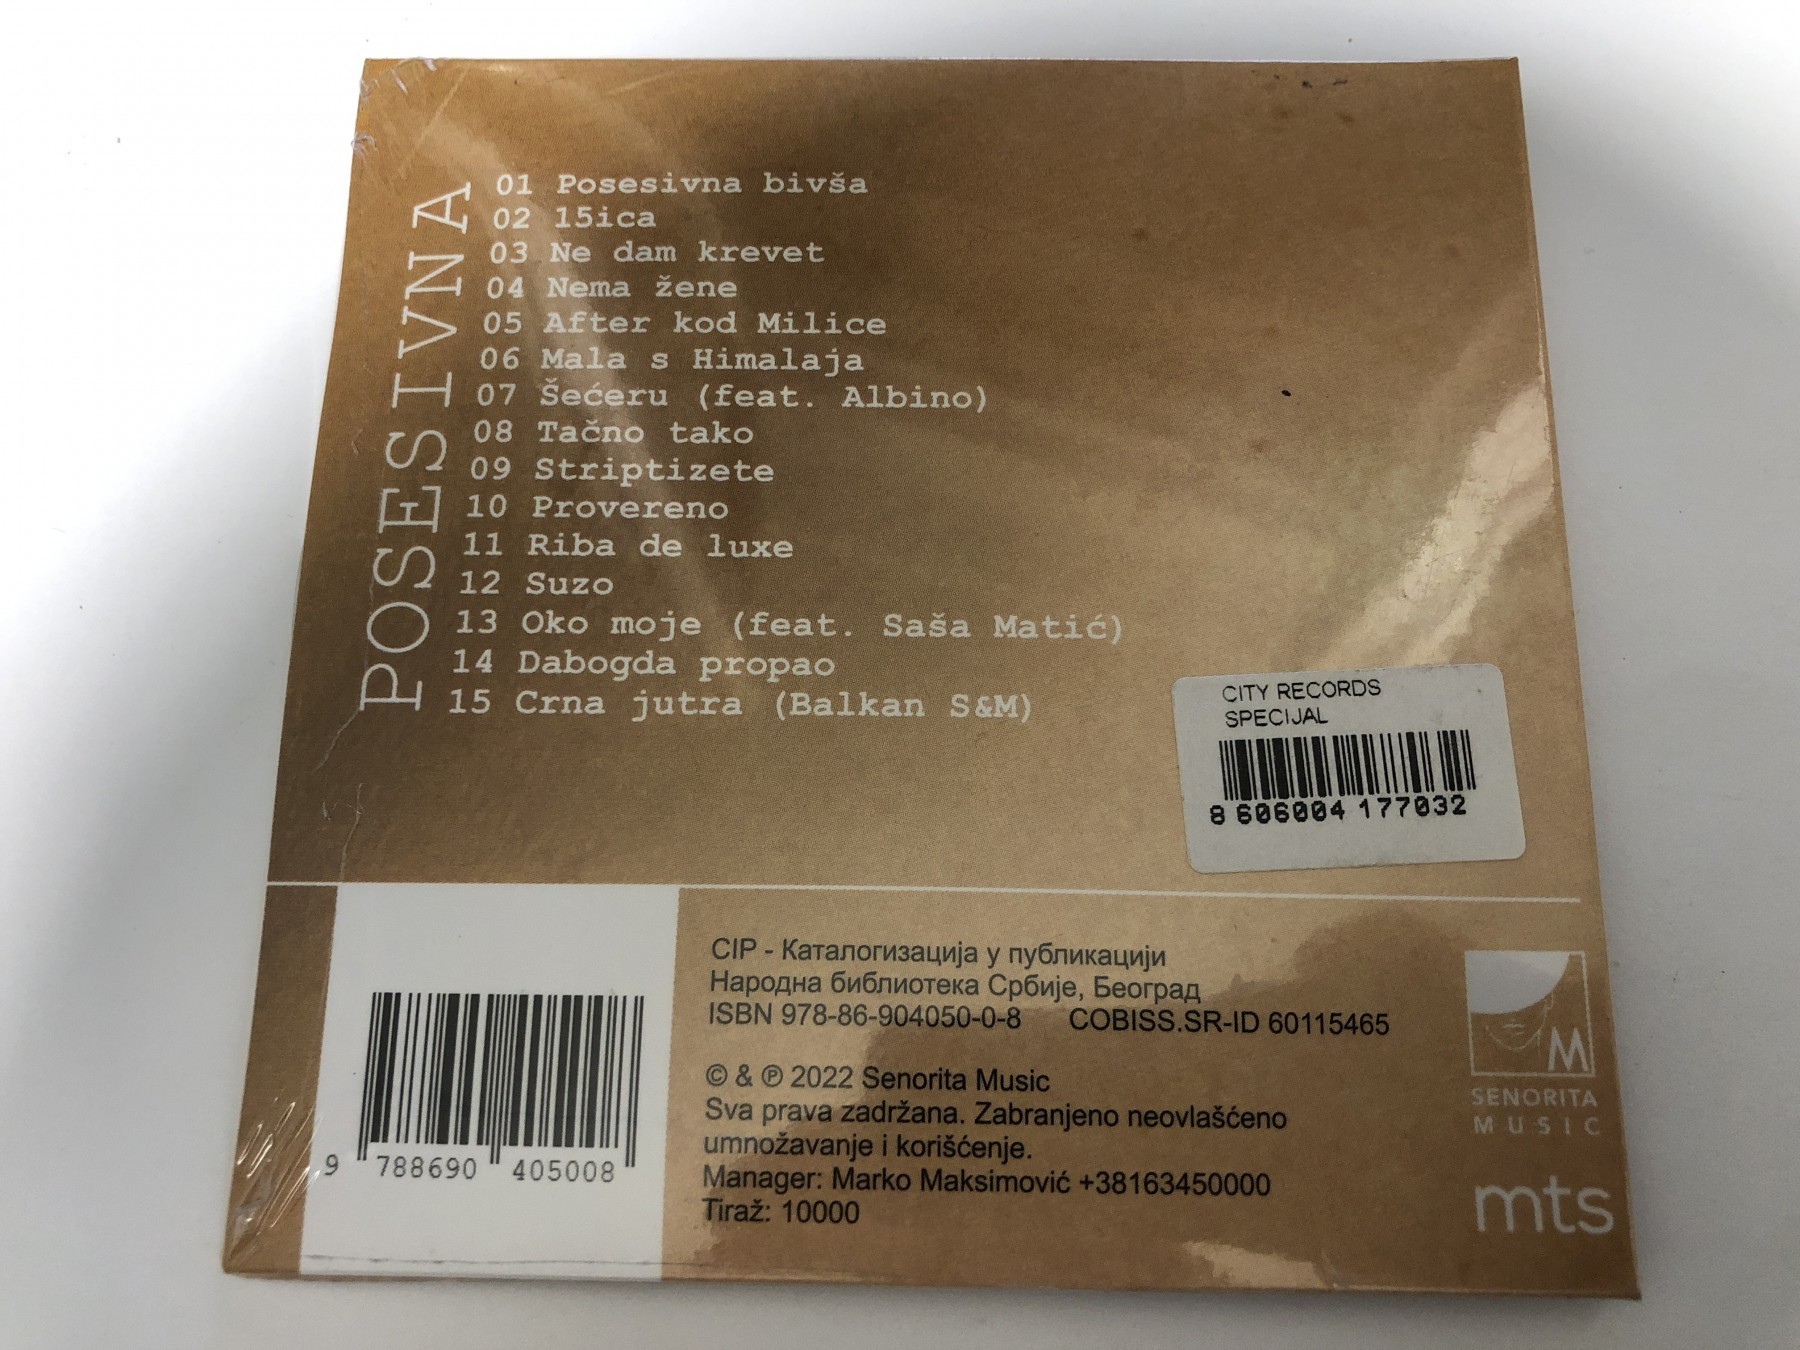 POSESIVNA
01 Posesivna bivša
02 15ica
03 Ne dam krevet
04 Nema žene
05 After kod Milice
06 Mala s Himalaja
07 Šećeru (feat. Albino)
08 Tačno tako
09 Striptizete
10 Provereno
11 Riba de luxe
12 Suzo
13 Oko moje (feat. Saša Matić)
14 Dabogda propao
15 Crna jutra (Balkan S&M)
CITY RECORDS
SPECIJAL
8 606004 177032
9 788690 405008
CIP - Каталогизација у публикацији
Народна библиотека Србије, Београд
ISBN 978-86-904050-0-8 COBISS.SR-ID 60115465
© & ℗ 2022 Senorita Music
Sva prava zadržana. Zabranjeno neovlašćeno
umnožavanje i korišćenje.
Manager: Marko Maksimović +38163450000
Tiraž: 10000
M
SENORITA
MUSIC
mts